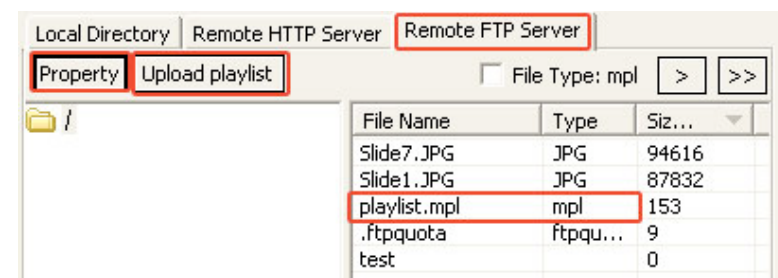 Local Directory Remote HTTP Server Remote FTP Server
Property Upload playlist File Type: mpl > >>
/ File Name Type Siz...
Slide7.JPG JPG 94616
Slide1.JPG JPG 87832
playlist.mpl mpl 153
.ftpquota ftpqu... 9
test 0